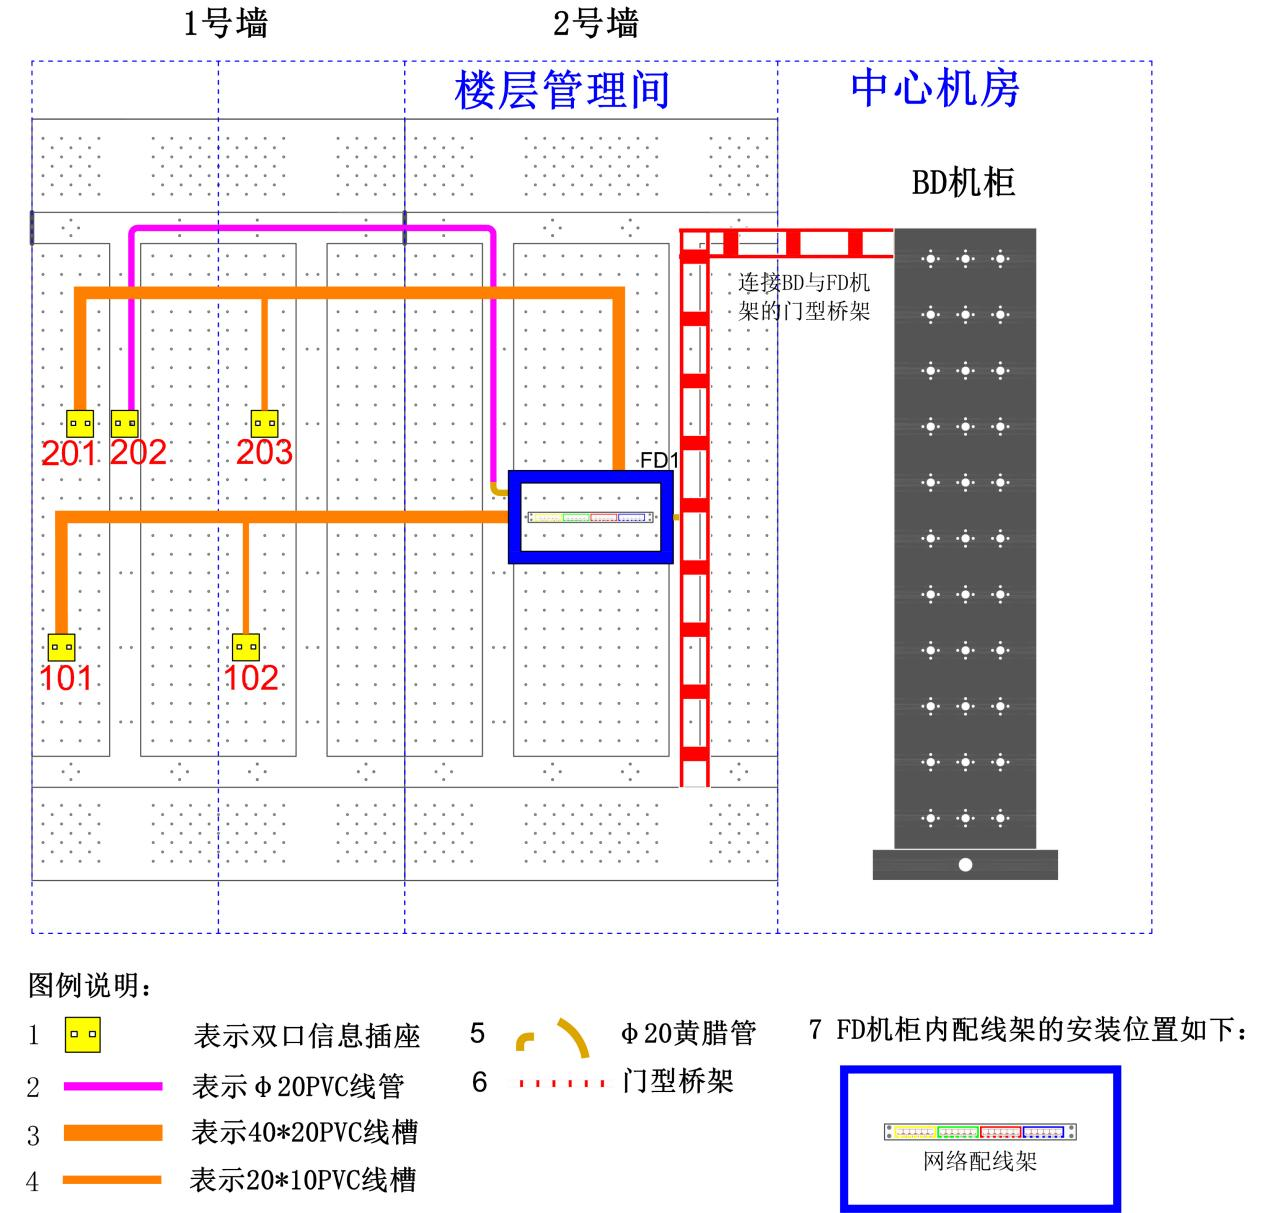 1号墙
2号墙
楼层管理间
中心机房
BD机柜
连接BD与FD机
架的门型桥架
201
202
203
FD1
101
102
图例说明：
1 表示双口信息插座
2 表示φ20PVC线管
3 表示40*20PVC线槽
4 表示20*10PVC线槽
5 φ20黄腊管
6 门型桥架
7 FD机柜内配线架的安装位置如下：
网络配线架